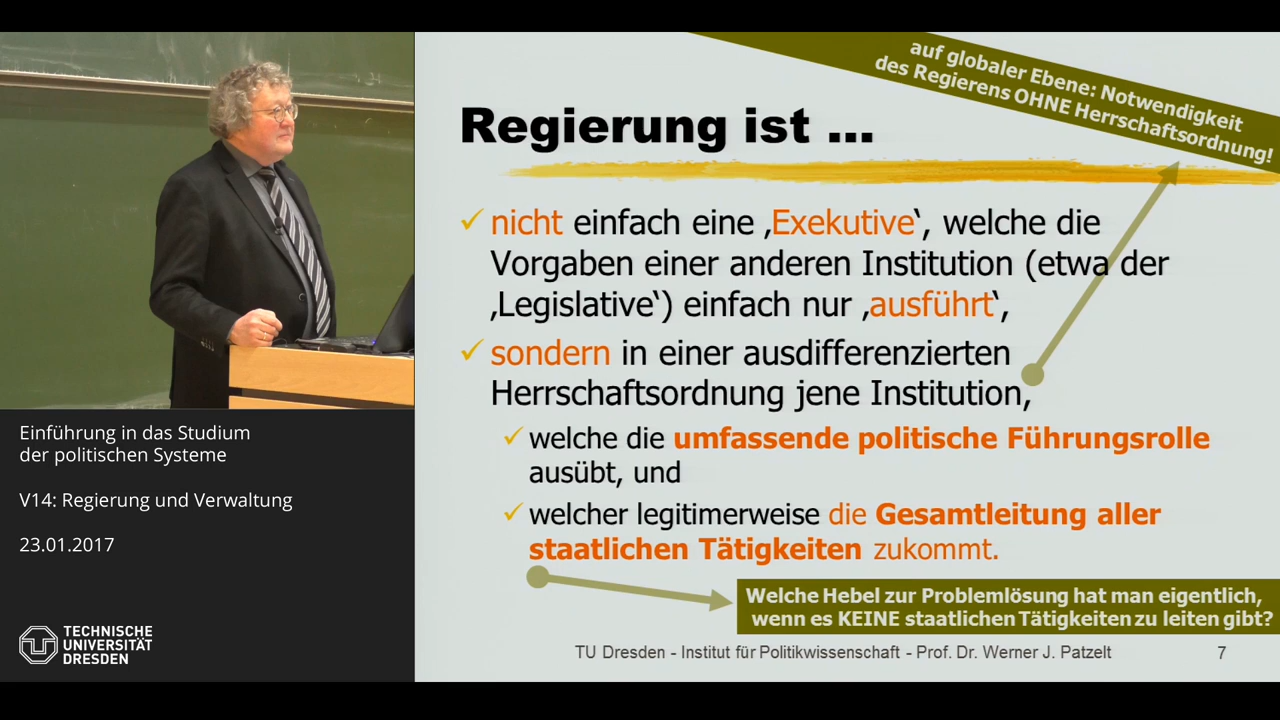 auf globaler Ebene: Notwendigkeit
des Regierens OHNE Herrschaftsordnung!
Regierung ist ...
nicht einfach eine ‚Exekutive‘, welche die
Vorgaben einer anderen Institution (etwa der
‚Legislative‘) einfach nur ‚ausführt‘,
sondern in einer ausdifferenzierten
Herrschaftsordnung jene Institution,
welche die umfassende politische Führungsrolle
ausübt, und
welcher legitimerweise die Gesamtleitung aller
staatlichen Tätigkeiten zukommt.
Welche Hebel zur Problemlösung hat man eigentlich,
wenn es KEINE staatlichen Tätigkeiten zu leiten gibt?
TU Dresden - Institut für Politikwissenschaft - Prof. Dr. Werner J. Patzelt 7
Einführung in das Studium
der politischen Systeme
V14: Regierung und Verwaltung
23.01.2017
TECHNISCHE
UNIVERSITÄT
DRESDEN